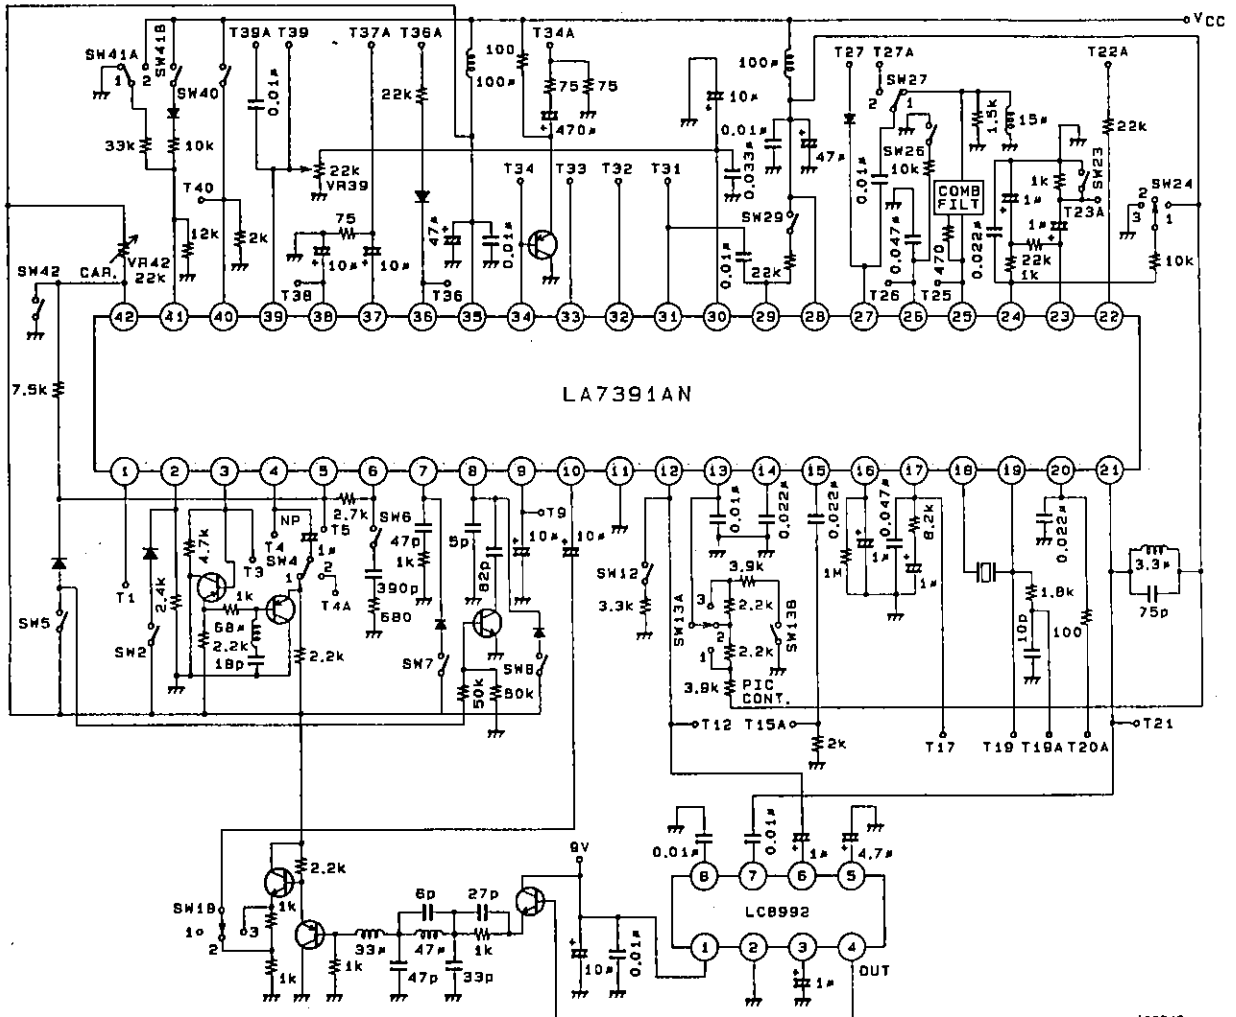 VCC
SW41A
SW41B
1
2
SW40
T39A T39
T37A T36A
T34A
T27 T27A
T22A
0.01µ
22k
100
100µ
75
75
470µ
100µ
10µ
0.01µ
0.033µ
47µ
SW27
2
1
SW26
10k
1.5k
15µ
22k
33k
10k
22k
VR39
T40
T34
T33
T32
T31
0.01µ
0.047µ
COMB
FILT
0.022µ
1k
1µ
1µ
SW23
T23A
SW24
2
3
1
12k
2k
75
10µ
10µ
47µ
0.01µ
SW29
22k
0.01µ
470
22k
1k
10k
SW42
CAR.
VR42
22k
T38
T36
T26
T25
42 41 40 39 38 37 36 35 34 33 32 31 30 29 28 27 26 25 24 23 22
7.5k
LA7391AN
1 2 3 4 5 6 7 8 9 10 11 12 13 14 15 16 17 18 19 20 21
4.7k
NP
T4
T5
2.7k
SW6
47p
1k
5p
82p
T9
10µ
10µ
0.01µ
0.022µ
0.022µ
1µ
0.047µ
8.2k
1µ
0.022µ
3.3µ
75p
T1
2.4k
T3
SW4
1
1µ
2
T4A
390p
680
SW12
3.3k
3.9k
1M
1.8k
100
10p
SW5
SW2
1k
68µ
2.2k
18p
2.2k
SW7
50k
80k
SW8
SW13A
3
2
1
2.2k
2.2k
SW13B
3.9k
PIC
CONT.
T12 T15A
2k
T17
T19 T19A T20A
T21
9V
0.01µ
0.01µ
1µ
4.7µ
8 7 6 5
LC8992
1 2 3 4
OUT
2.2k
SW19
1
2
3
1k
1k
1k
33µ
6p
47µ
47p
27p
1k
33p
10µ
0.01µ
1µ